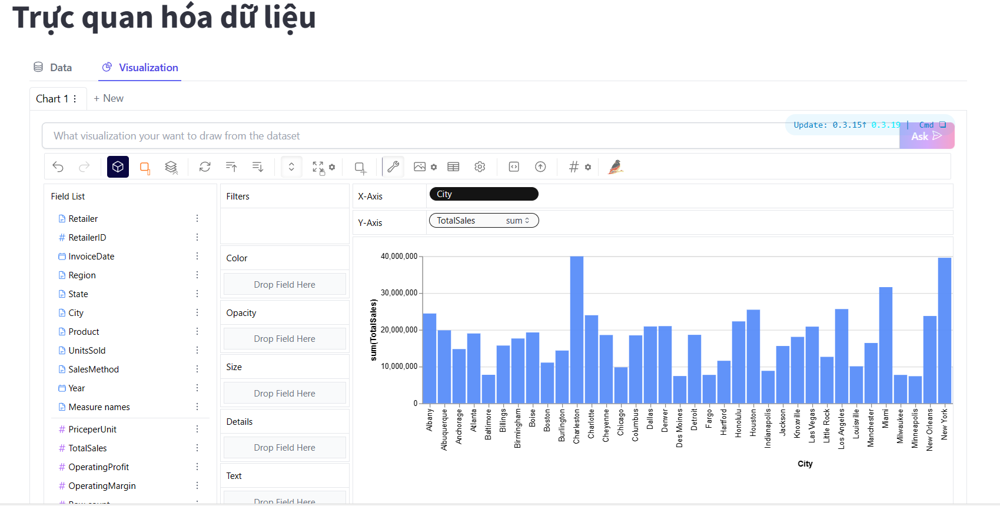 Trực quan hóa dữ liệu
Data
Visualization
Chart 1
+ New
Update: 0.3.15↑ 0.3.19 | Cmd
What visualization your want to draw from the dataset
Ask
Field List
Retailer
RetailerID
InvoiceDate
Region
State
City
Product
UnitsSold
SalesMethod
Year
Measure names
PriceperUnit
TotalSales
OperatingProfit
OperatingMargin
Row count
Filters
Color
Drop Field Here
Opacity
Drop Field Here
Size
Drop Field Here
Details
Drop Field Here
Text
Drop Field Here
X-Axis
City
Y-Axis
TotalSales sum
sum(TotalSales)
40,000,000
30,000,000
20,000,000
10,000,000
0
Albany
Albuquerque
Anchorage
Atlanta
Baltimore
Billings
Birmingham
Boise
Boston
Burlington
Charleston
Charlotte
Cheyenne
Chicago
Columbus
Dallas
Denver
Des Moines
Detroit
Fargo
Hartford
Honolulu
Houston
Indianapolis
Jackson
Knoxville
Las Vegas
Little Rock
Los Angeles
Louisville
Manchester
Miami
Milwaukee
Minneapolis
New Orleans
New York
City